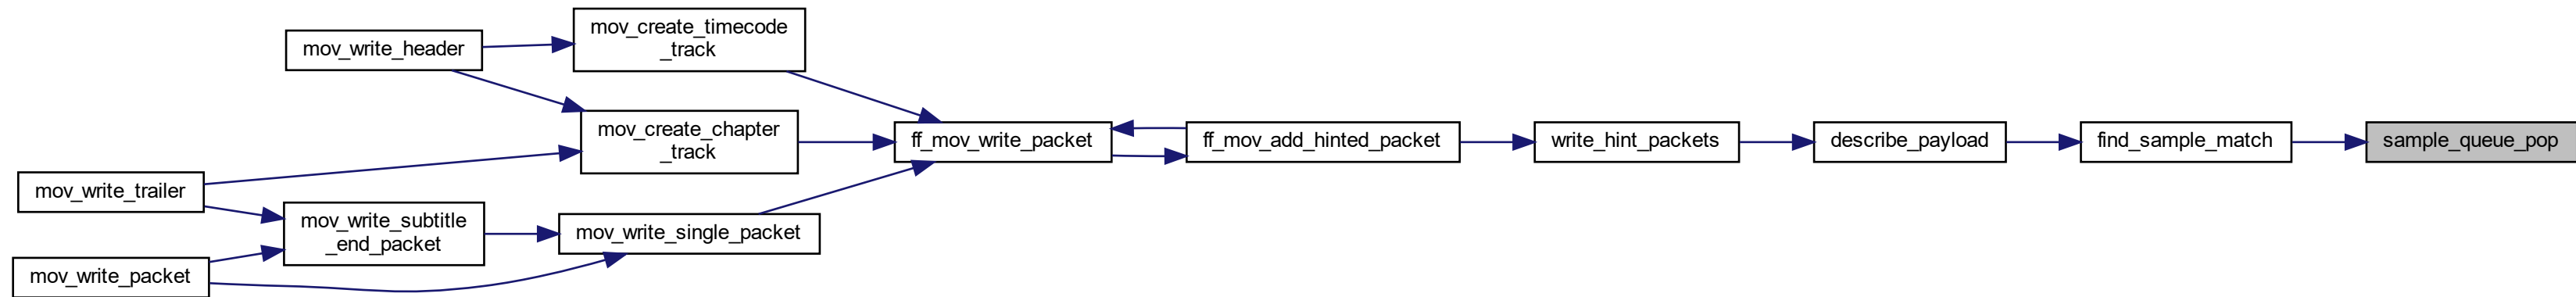 mov_create_timecode
_track
mov_write_header
mov_create_chapter
_track
ff_mov_write_packet
ff_mov_add_hinted_packet
write_hint_packets
describe_payload
find_sample_match
sample_queue_pop
mov_write_trailer
mov_write_subtitle
_end_packet
mov_write_single_packet
mov_write_packet